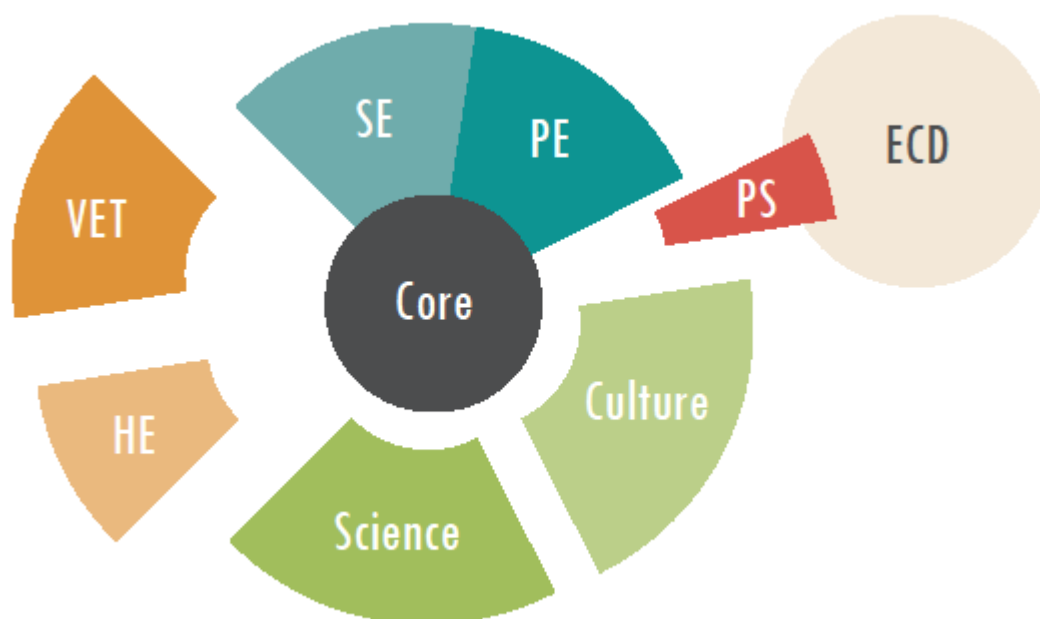 SE
PE
ECD
PS
VET
Core
Culture
HE
Science